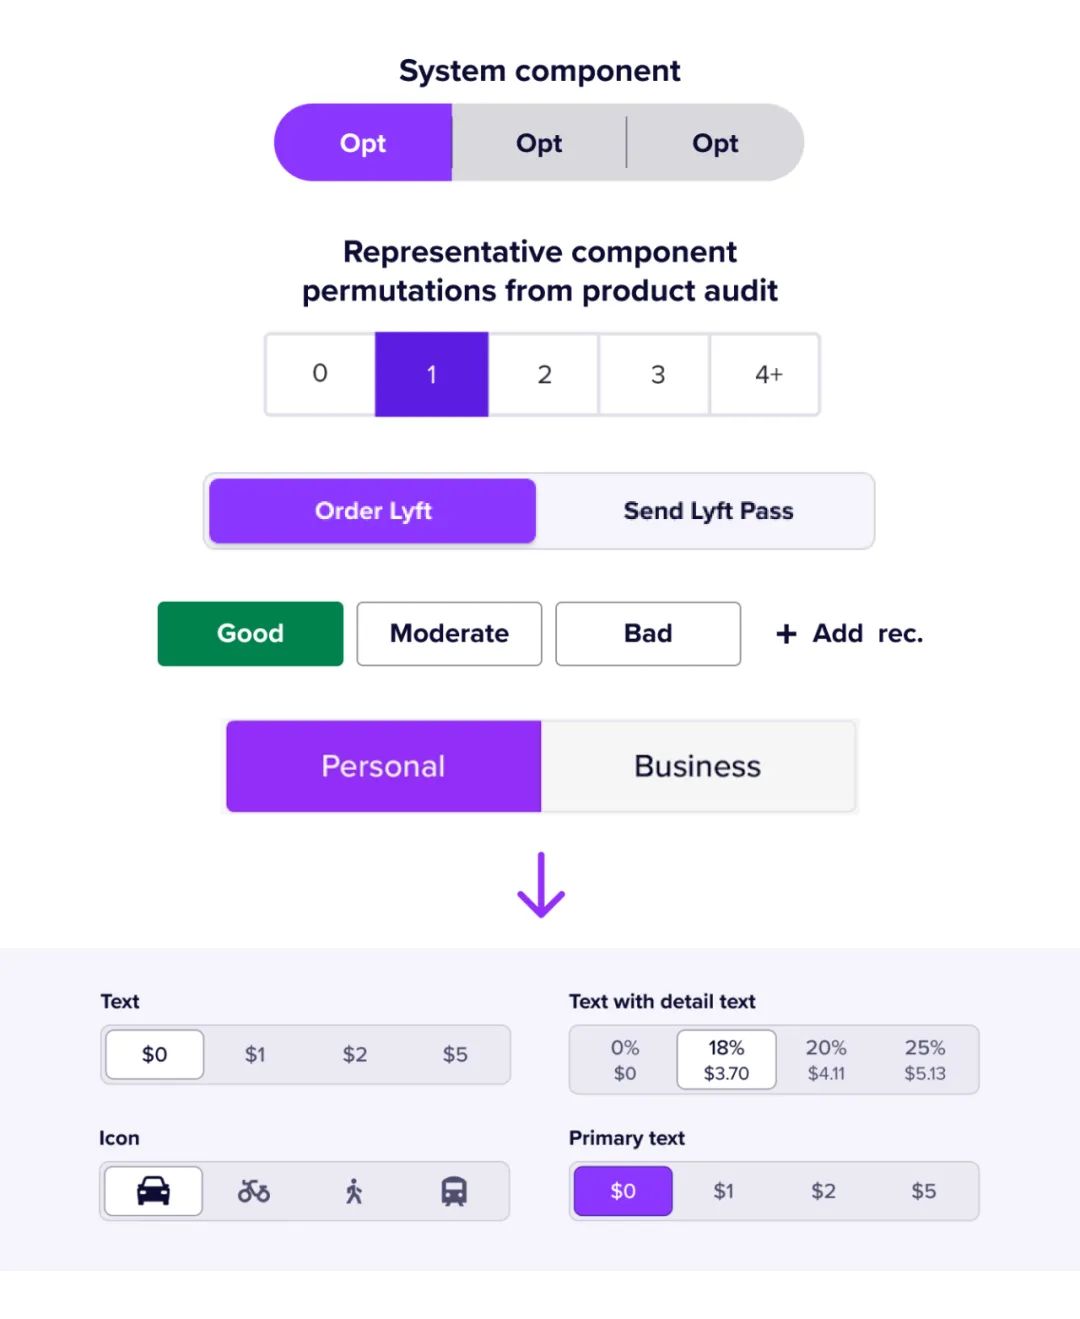 System component
Opt Opt Opt
Representative component
permutations from product audit
0 1 2 3 4+
Order Lyft Send Lyft Pass
Good Moderate Bad + Add rec.
Personal Business
Text
$0 $1 $2 $5
Text with detail text
0% 18% 20% 25%
$0 $3.70 $4.11 $5.13
Icon
Primary text
$0 $1 $2 $5